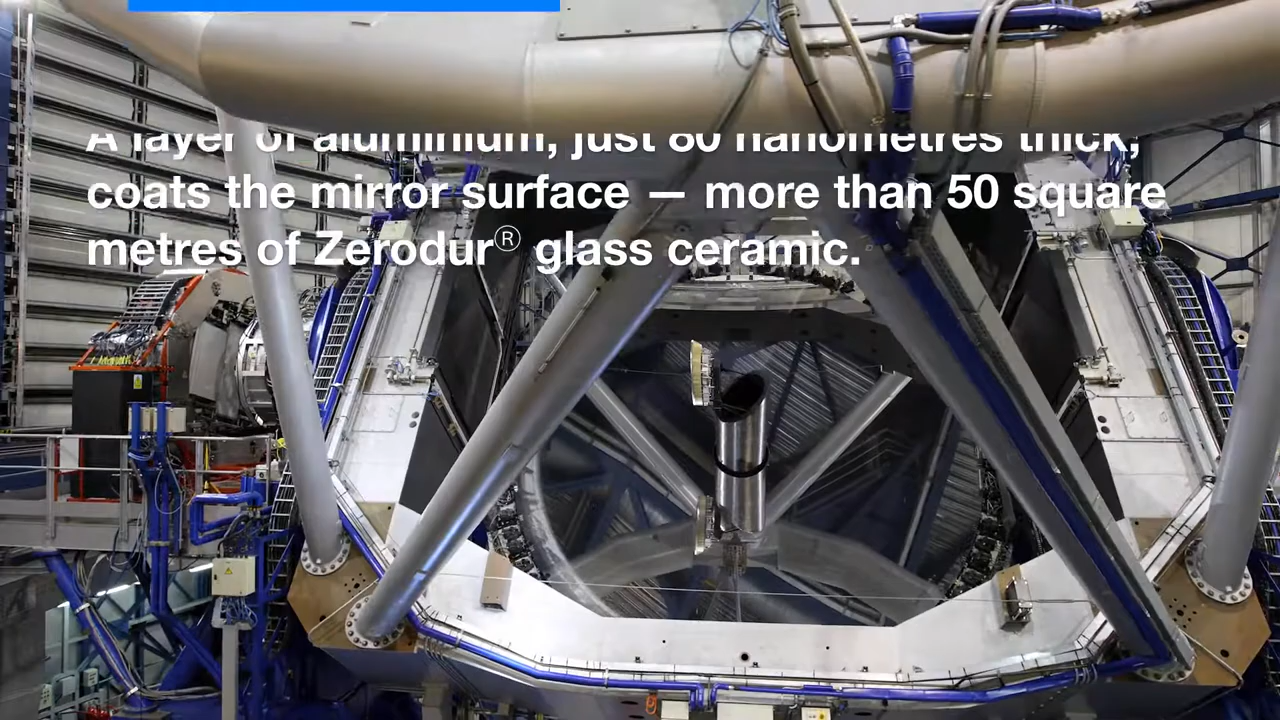 A layer of aluminium, just 80 nanometres thick,
coats the mirror surface — more than 50 square
metres of Zerodur® glass ceramic.